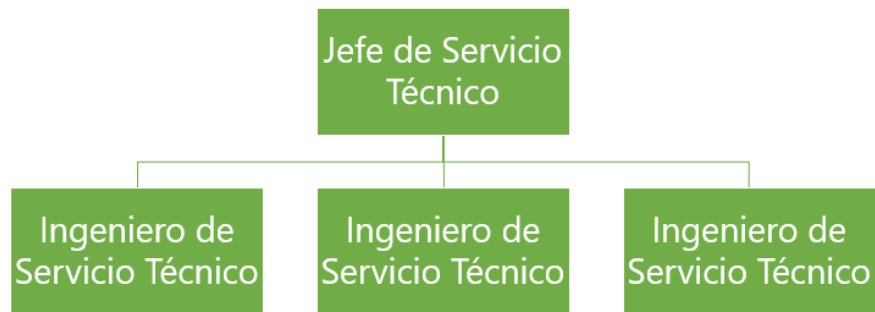 Jefe de Servicio
Técnico
Ingeniero de
Servicio Técnico
Ingeniero de
Servicio Técnico
Ingeniero de
Servicio Técnico